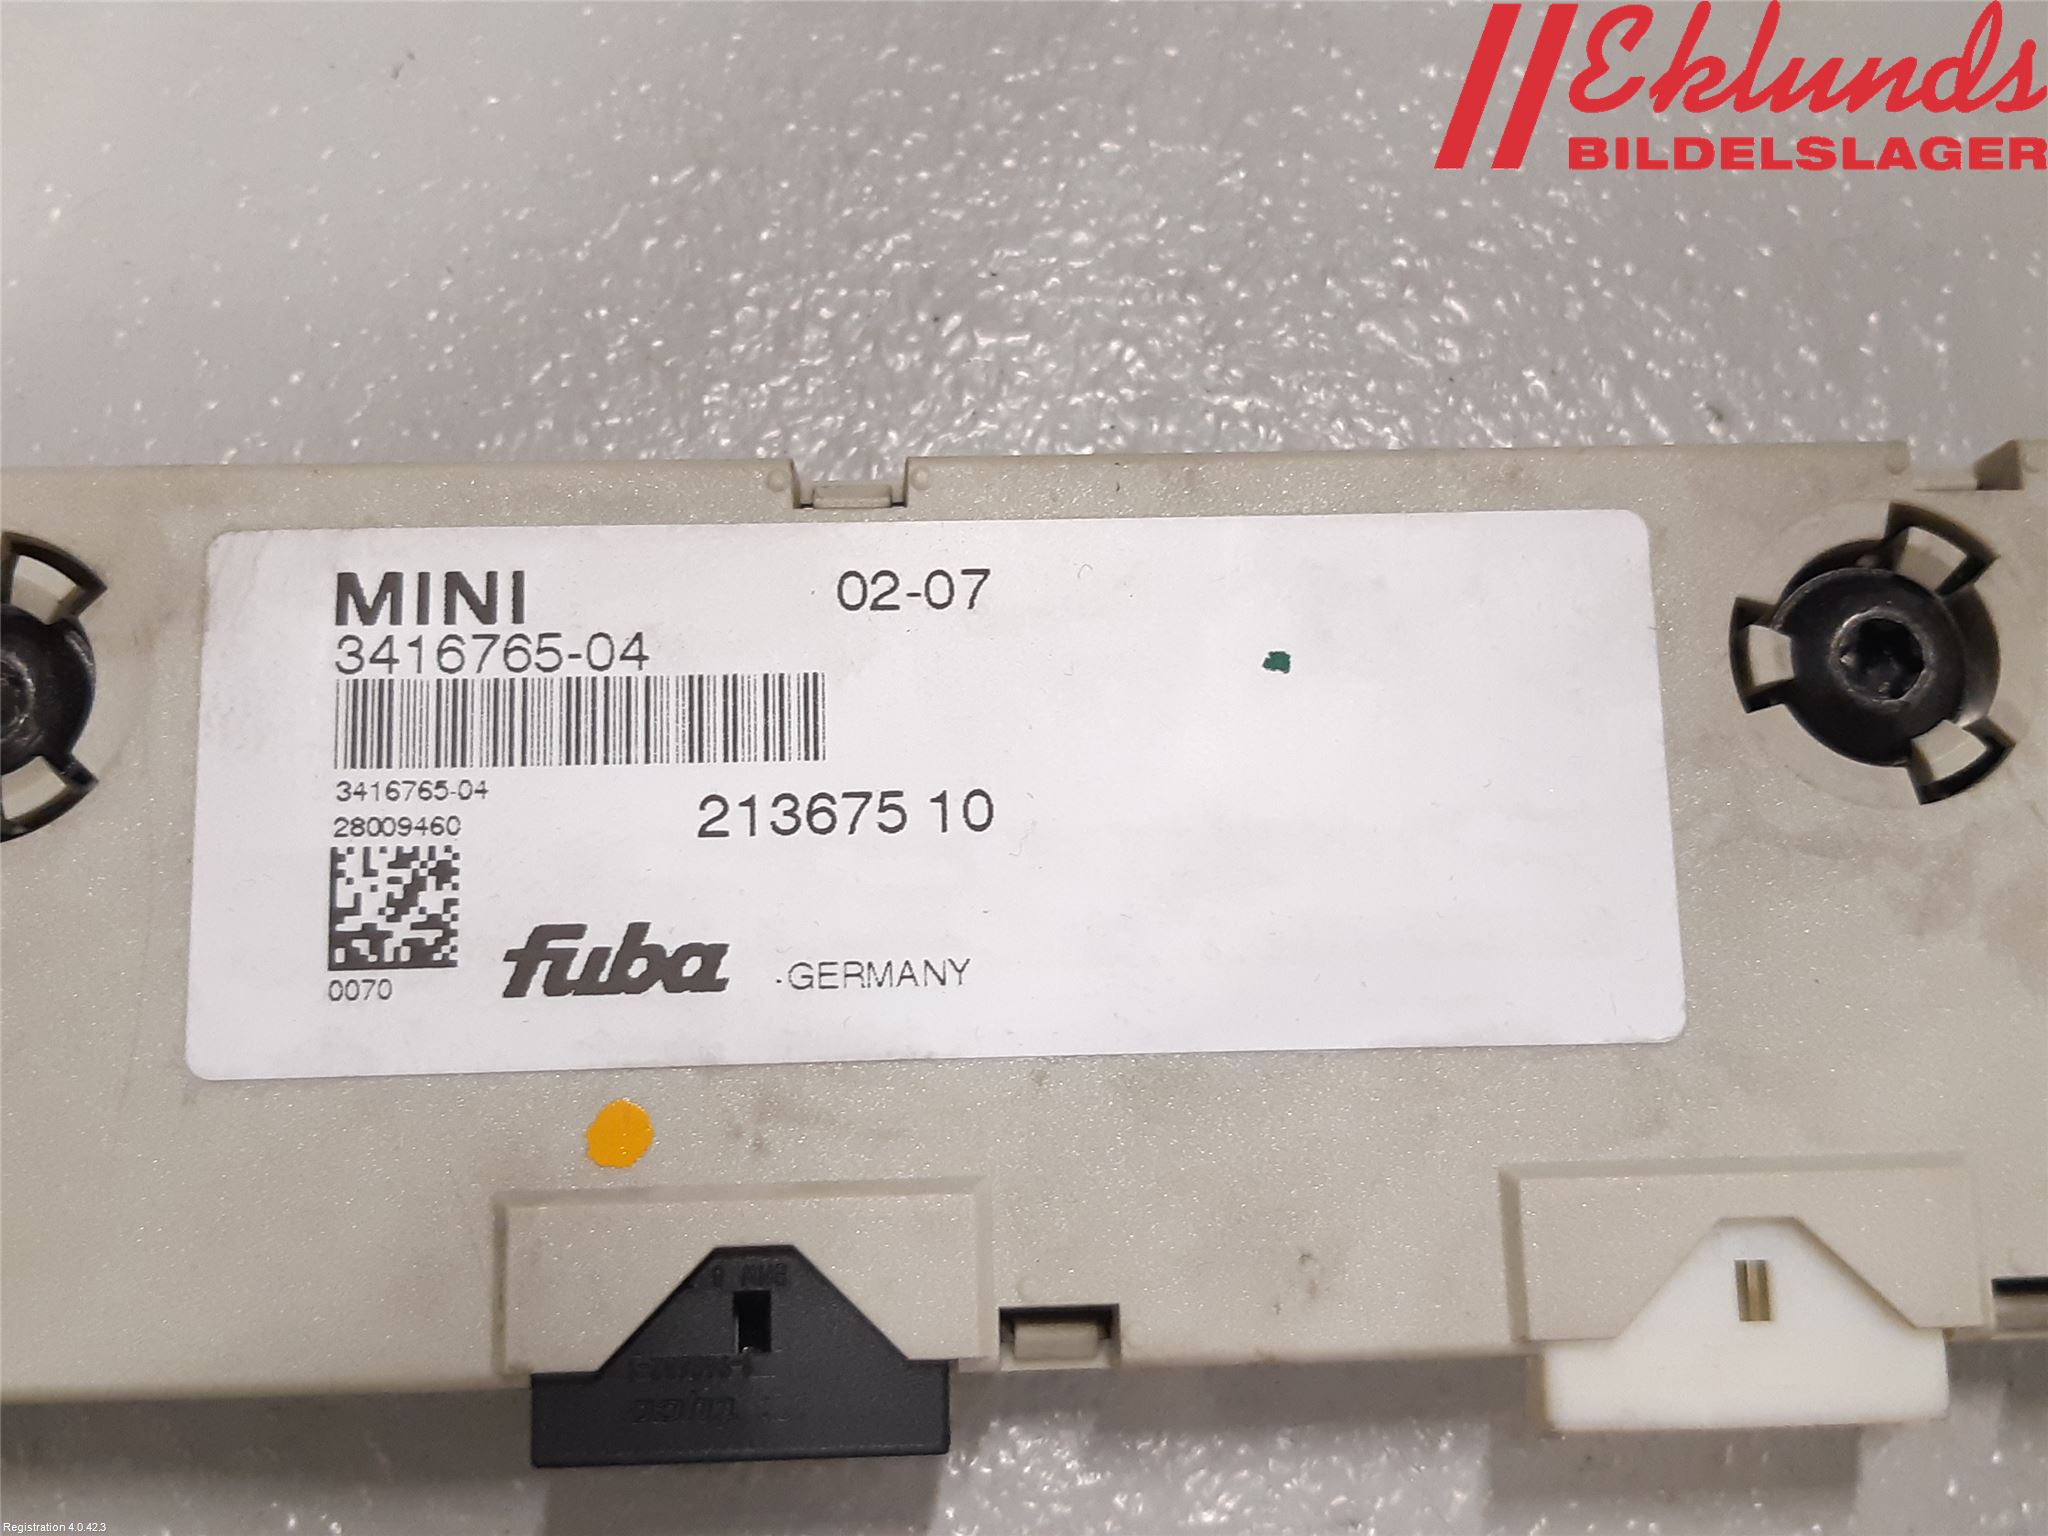 Eklunds
BILDELSLAGER
MINI 02-07
3416765-04
3416765-04
28009460
213675 10
0070
fuba
·GERMANY
Registration 4.0.42.3